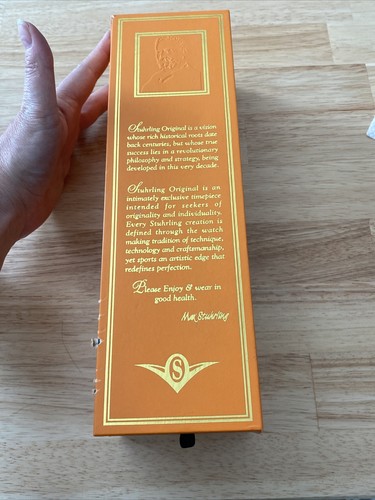 Stuhrling Original is a vision
whose rich historical roots date
back centuries, but whose true
success lies in a revolutionary
philosophy and strategy, being
developed in this very decade.
Stuhrling Original is an
intimately exclusive timepiece
intended for seekers of
originality and individuality.
Every Stuhrling creation is
defined through the watch
making tradition of technique,
technology and craftsmanship,
yet sports an artistic edge that
redefines perfection.
Please Enjoy & wear in
good health.
Max Stuhrling
S